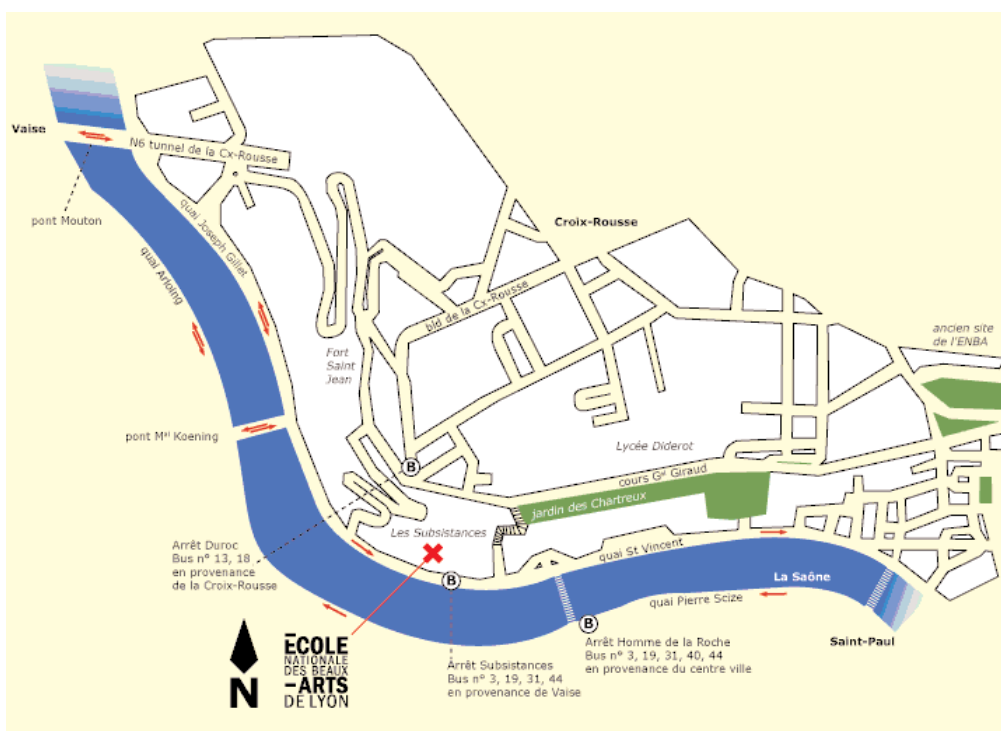 Vaise
N6 tunnel de la Cx-Rousse
pont Mouton
quai Joseph Gillet
quai Arloing
Croix-Rousse
bld de la Cx-Rousse
ancien site
de l'ENBA
Fort
Saint
Jean
pont Mal Koening
Lycée Diderot
B
cours Gal Giraud
jardin des Chartreux
Les Subsistances
quai St Vincent
Arrêt Duroc
Bus n° 13, 18
en provenance
de la Croix-Rousse
B
La Saône
quai Pierre Scize
B
Saint-Paul
N
ÉCOLE
NATIONALE
DES BEAUX
-ARTS
DE LYON
Arrêt Subsistances
Bus n° 3, 19, 31, 44
en provenance de Vaise
Arrêt Homme de la Roche
Bus n° 3, 19, 31, 40, 44
en provenance du centre ville